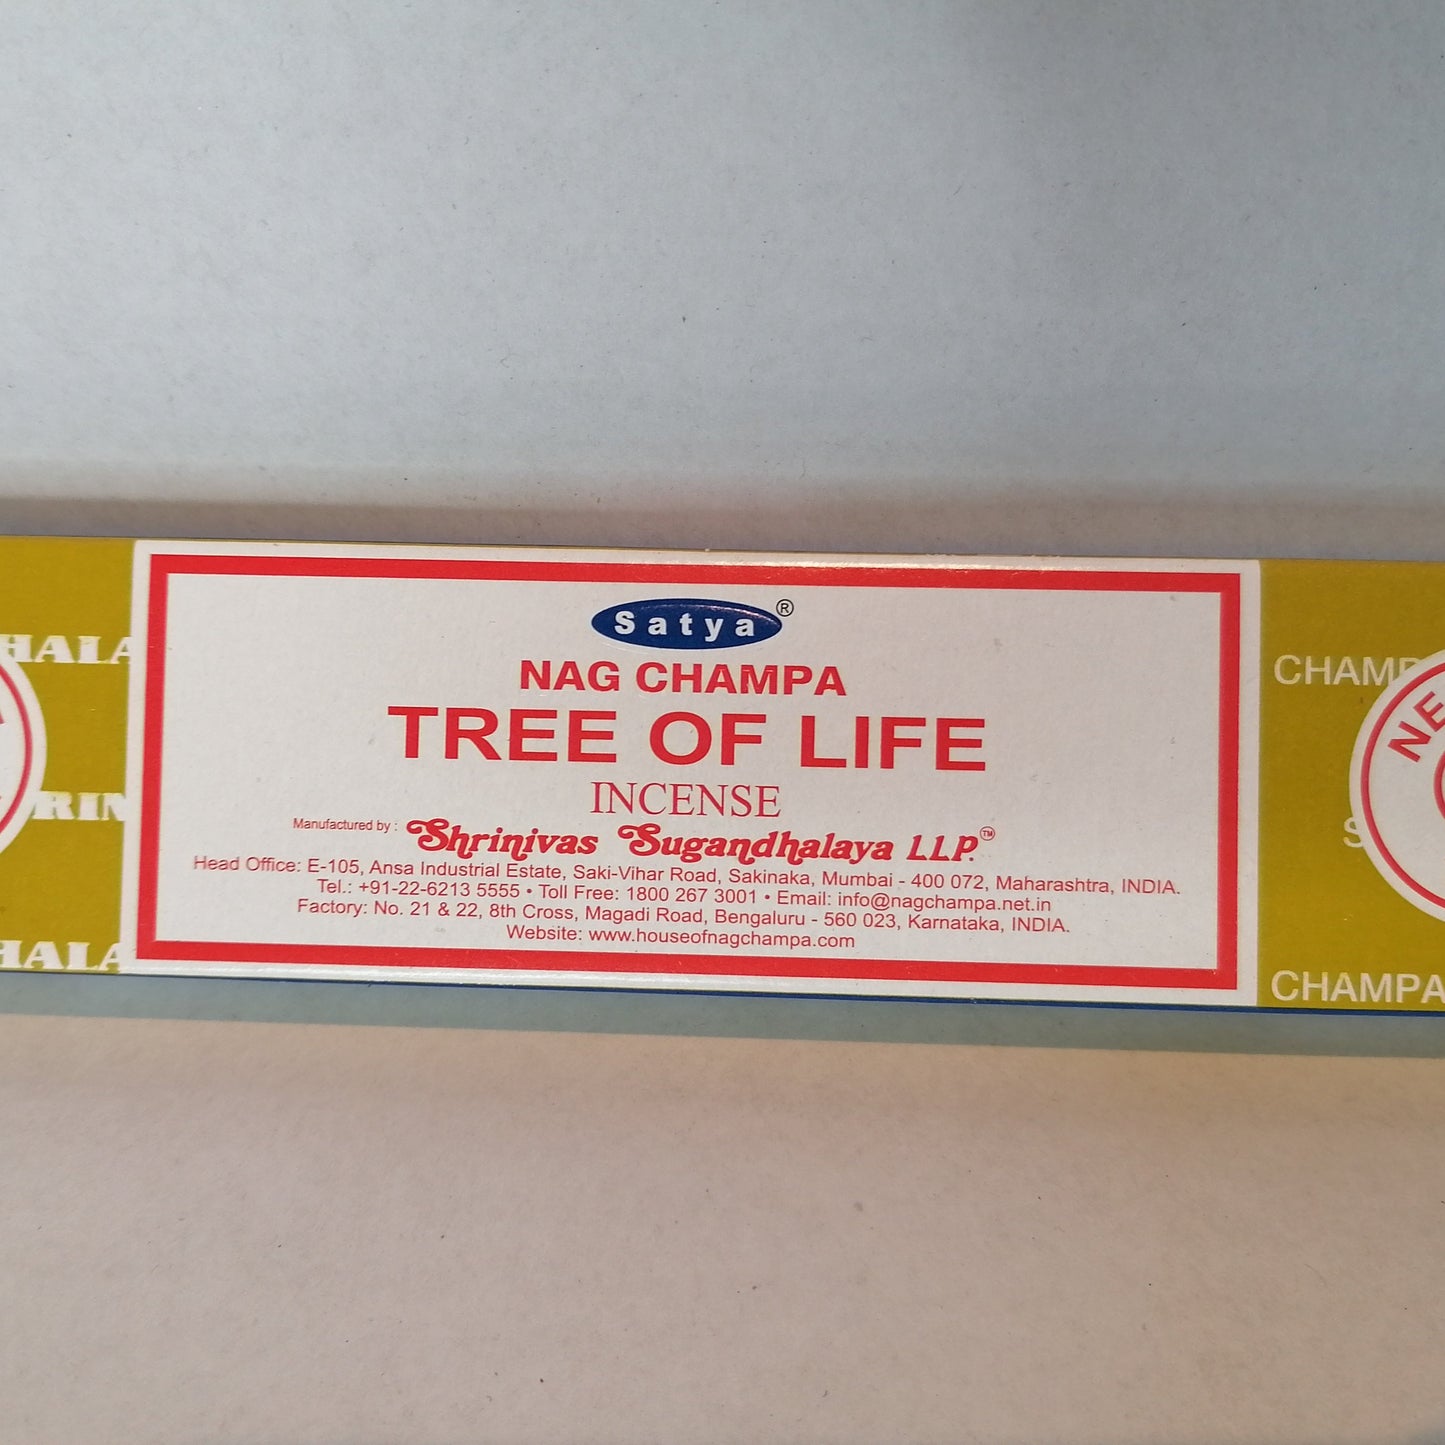 Satya®
NAG CHAMPA
TREE OF LIFE
INCENSE
Manufactured by : Shrinivas Sugandhalaya LLP.™
Head Office: E-105, Ansa Industrial Estate, Saki-Vihar Road, Sakinaka, Mumbai - 400 072, Maharashtra, INDIA.
Tel.: +91-22-6213 5555 • Toll Free: 1800 267 3001 • Email: info@nagchampa.net.in
Factory: No. 21 & 22, 8th Cross, Magadi Road, Bengaluru - 560 023, Karnataka, INDIA.
Website: www.houseofnagchampa.com
CHAMPA